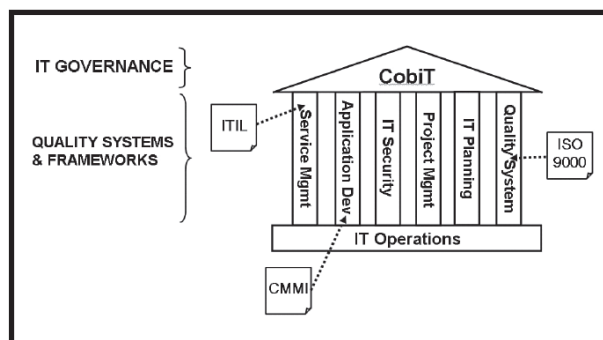 IT GOVERNANCE
CobiT
QUALITY SYSTEMS
& FRAMEWORKS
ITIL
Service Mgmt
Application Dev
IT Security
Project Mgmt
IT Planning
Quality System
ISO
9000
IT Operations
CMMI